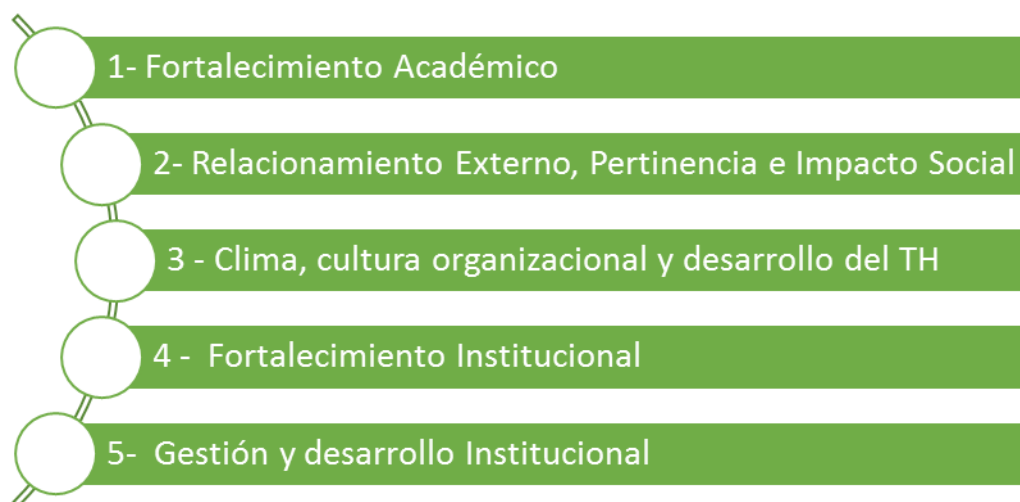 1- Fortalecimiento Académico
2- Relacionamiento Externo, Pertinencia e Impacto Social
3 - Clima, cultura organizacional y desarrollo del TH
4 -  Fortalecimiento Institucional
5-  Gestión y desarrollo Institucional